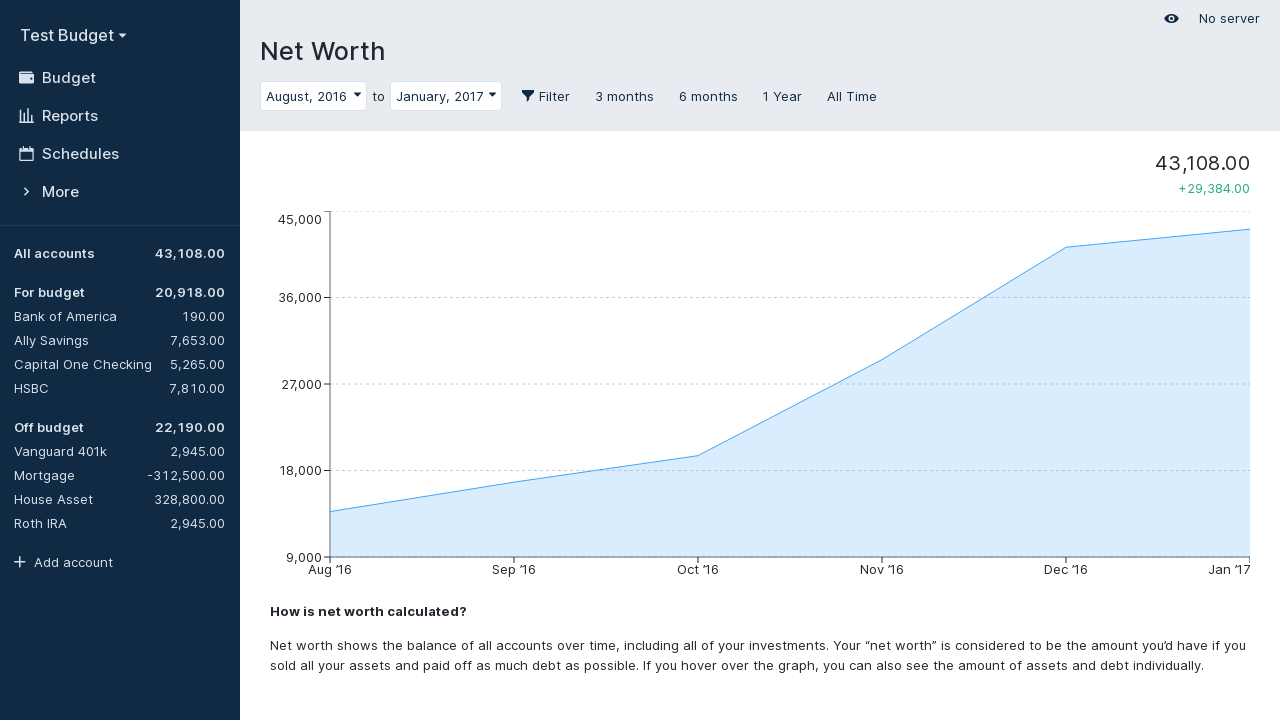 Test Budget
Budget
Reports
Schedules
More
All accounts 43,108.00
For budget 20,918.00
Bank of America 190.00
Ally Savings 7,653.00
Capital One Checking 5,265.00
HSBC 7,810.00
Off budget 22,190.00
Vanguard 401k 2,945.00
Mortgage -312,500.00
House Asset 328,800.00
Roth IRA 2,945.00
Add account
No server
Net Worth
August, 2016 to January, 2017 Filter 3 months 6 months 1 Year All Time
43,108.00
+29,384.00
45,000
36,000
27,000
18,000
9,000
Aug ’16 Sep ’16 Oct ’16 Nov ’16 Dec ’16 Jan ’17
How is net worth calculated?
Net worth shows the balance of all accounts over time, including all of your investments. Your “net worth” is considered to be the amount you’d have if you
sold all your assets and paid off as much debt as possible. If you hover over the graph, you can also see the amount of assets and debt individually.